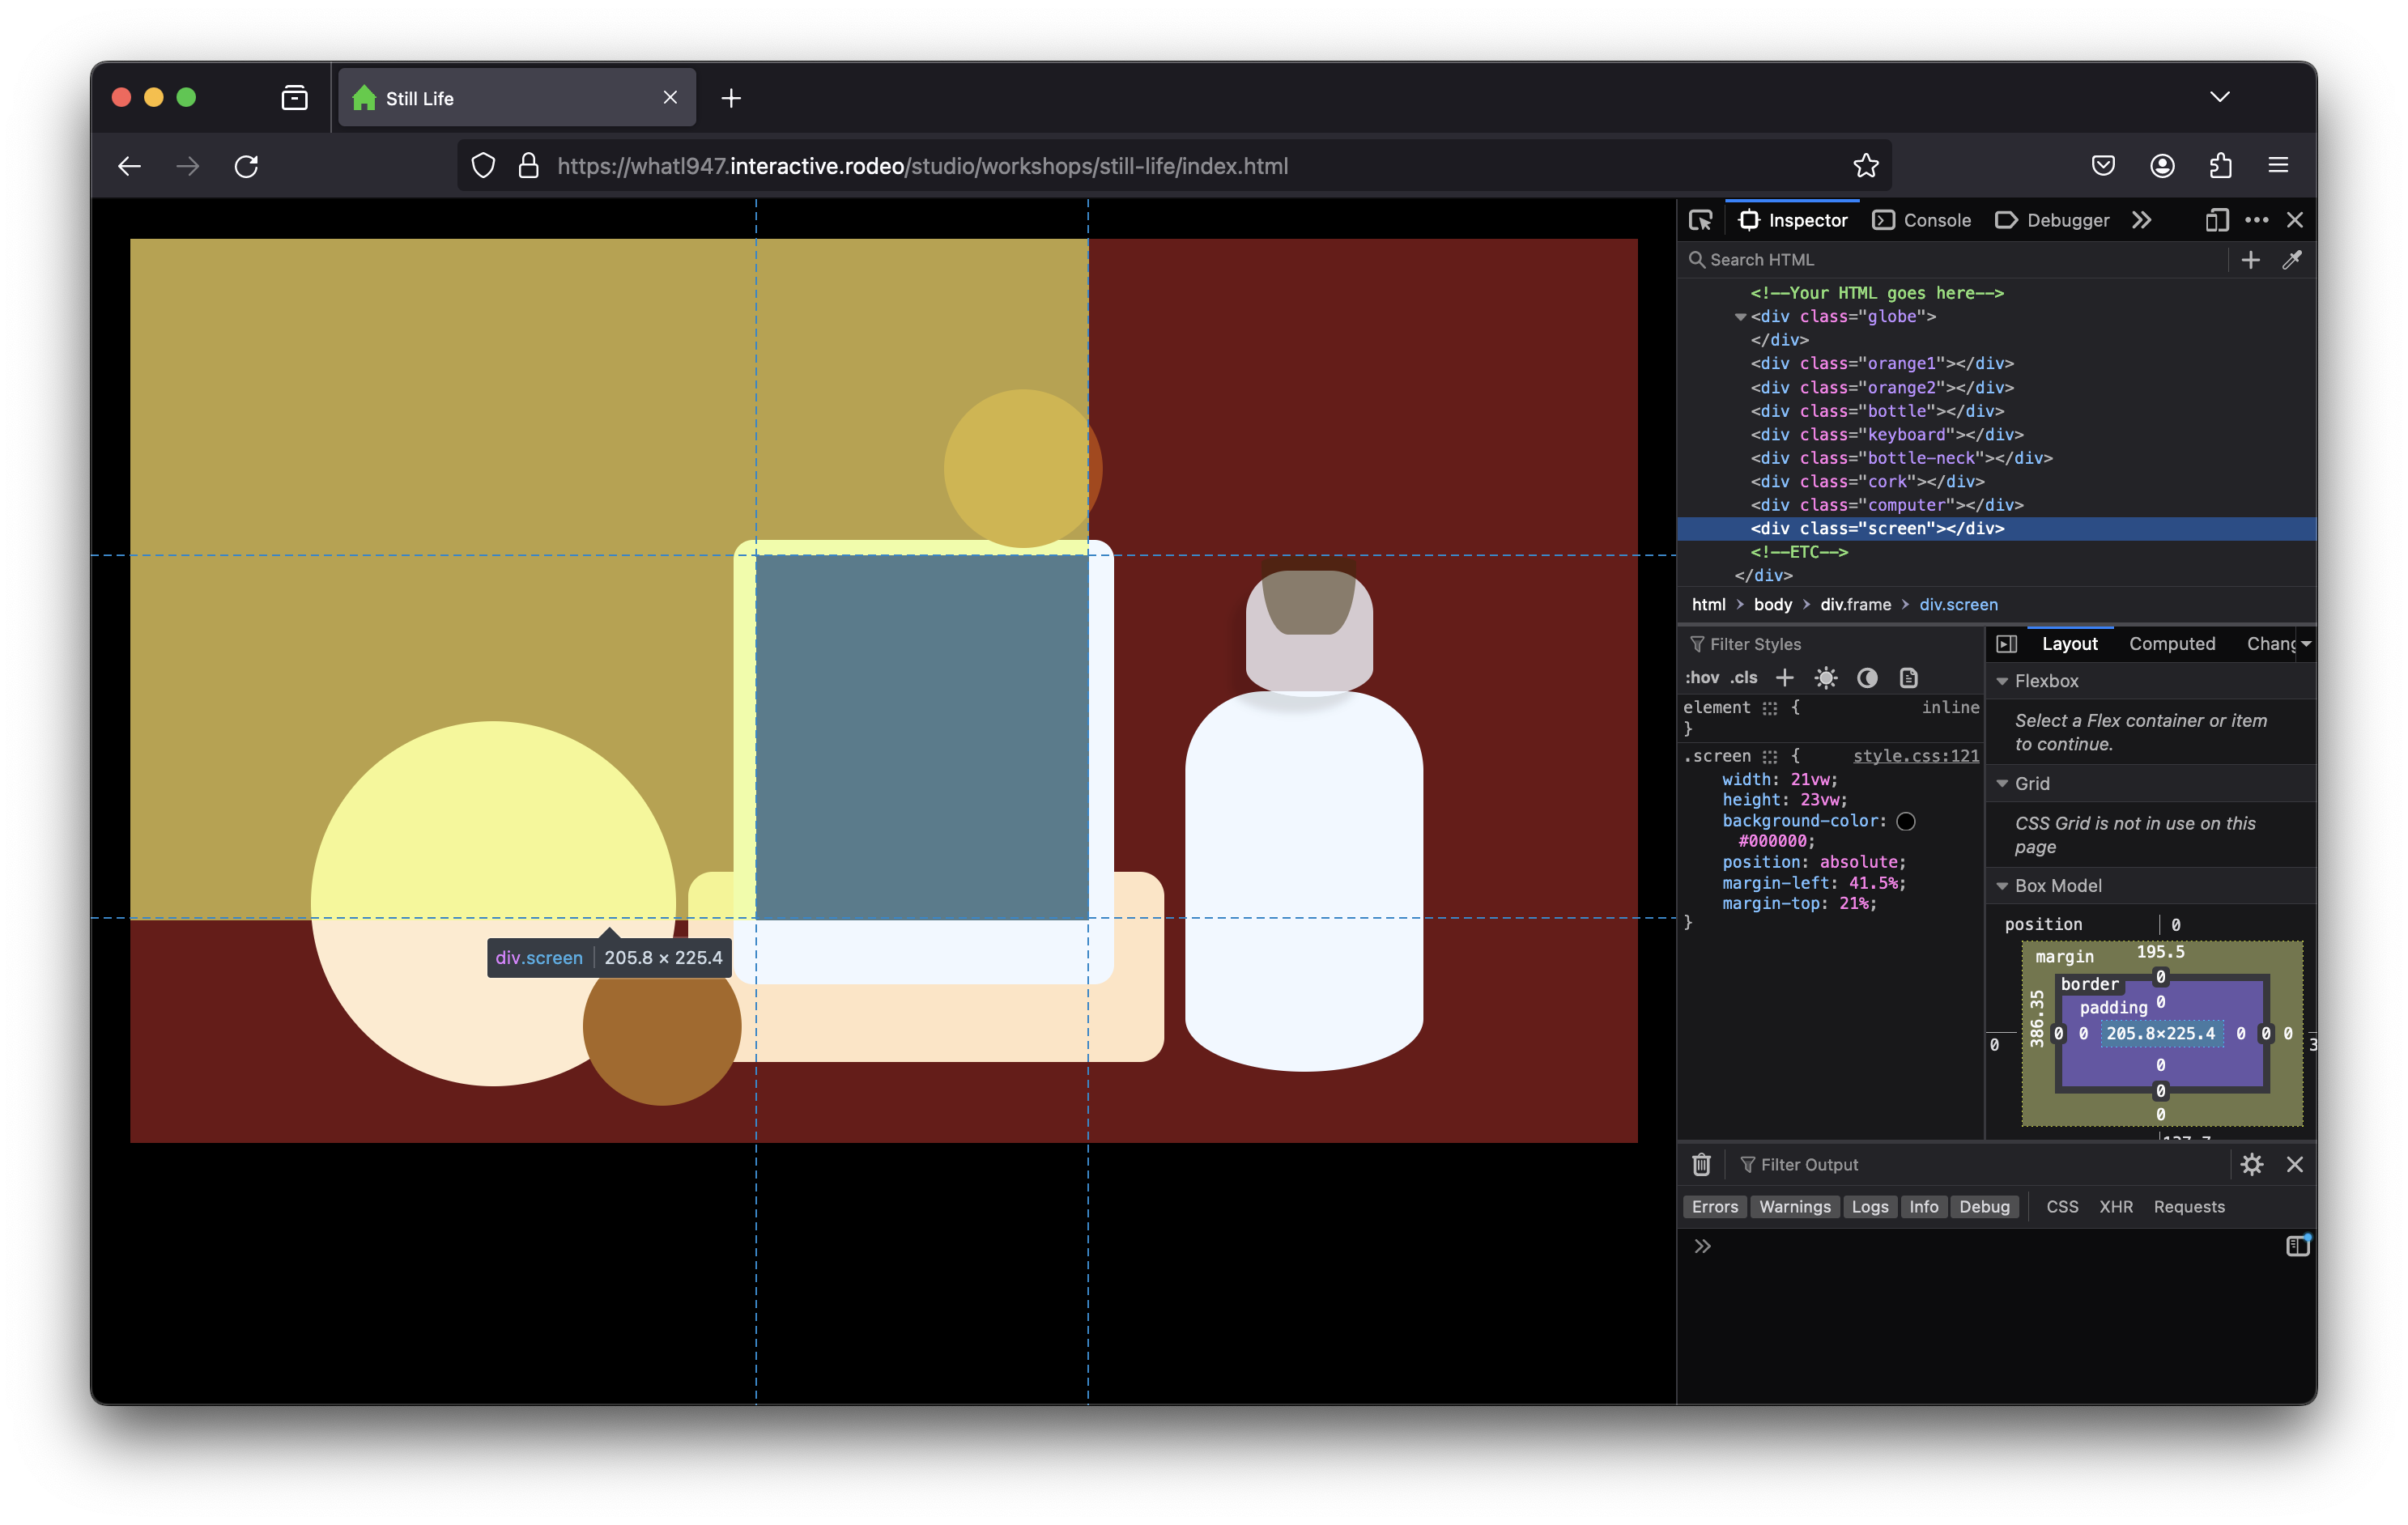 Still Life
https://whatl947.interactive.rodeo/studio/workshops/still-life/index.html
Inspector Console Debugger
Search HTML
<!--Your HTML goes here-->
<div class="globe">
</div>
<div class="orange1"></div>
<div class="orange2"></div>
<div class="bottle"></div>
<div class="keyboard"></div>
<div class="bottle-neck"></div>
<div class="cork"></div>
<div class="computer"></div>
<div class="screen"></div>
<!--ETC-->
</div>
html > body > div.frame > div.screen
Filter Styles
:hov .cls
element { inline
}
.screen { style.css:121
width: 21vw;
height: 23vw;
background-color:
#000000;
position: absolute;
margin-left: 41.5%;
margin-top: 21%;
}
Layout Computed Chang
Flexbox
Select a Flex container or item
to continue.
Grid
CSS Grid is not in use on this
page
Box Model
position 0
margin 195.5
border 0
padding 0
0 386.35 0 0 205.8×225.4 0 0 0 3
0
0
0
div.screen 205.8 × 225.4
Filter Output
Errors Warnings Logs Info Debug CSS XHR Requests